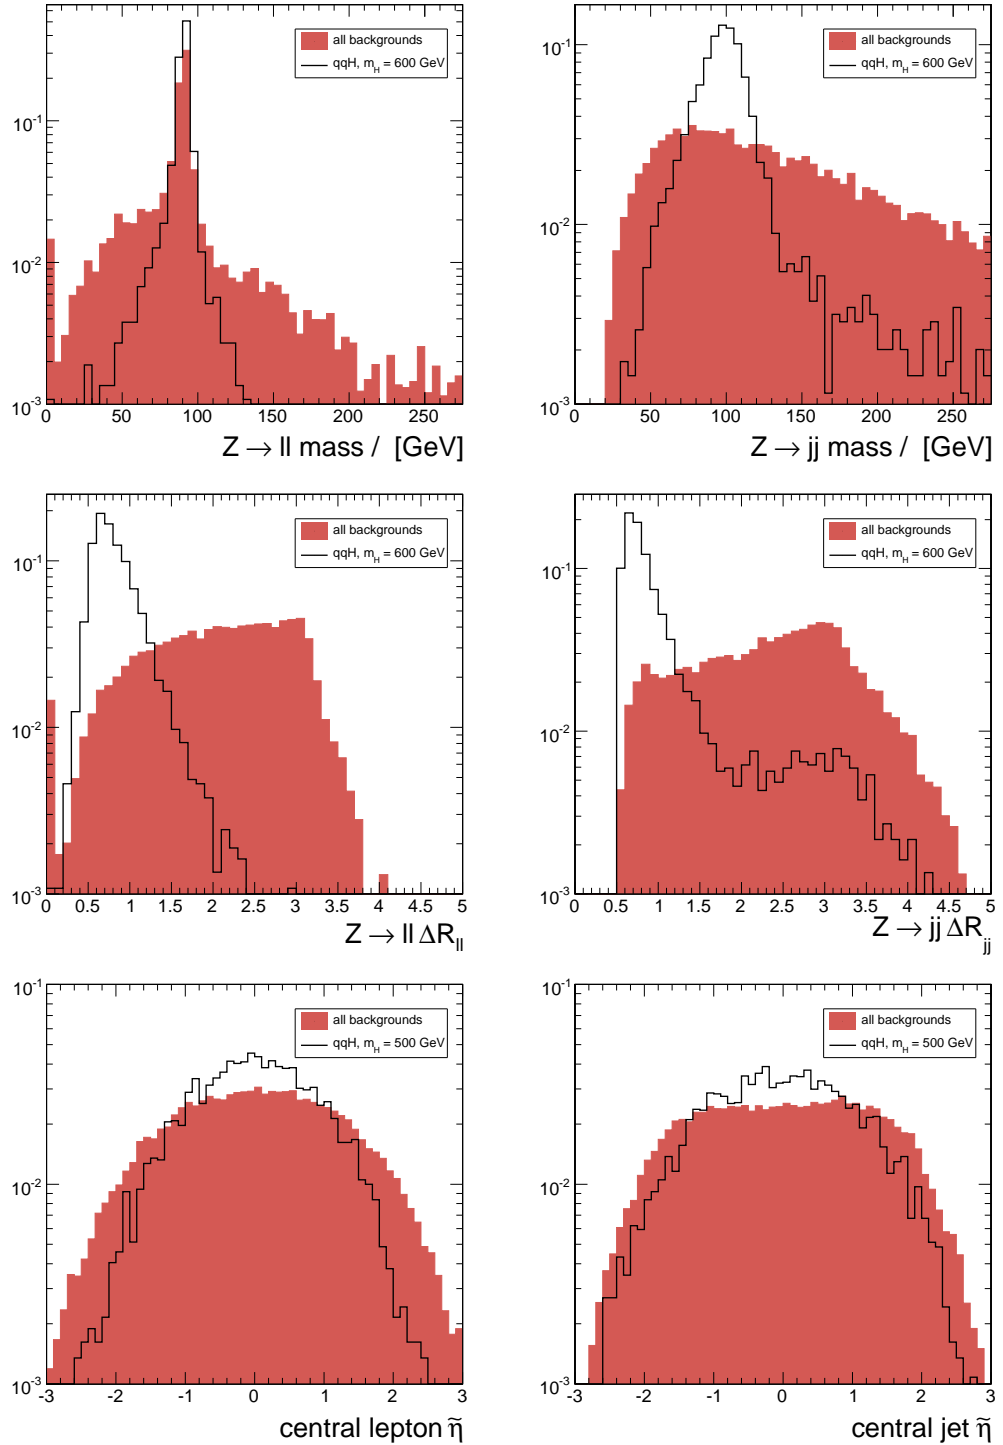 all backgrounds
qqH, m_H = 600 GeV
10^-1
10^-2
10^-3
0 50 100 150 200 250
Z → ll mass / [GeV]
all backgrounds
qqH, m_H = 600 GeV
10^-1
10^-2
10^-3
0 50 100 150 200 250
Z → jj mass / [GeV]
all backgrounds
qqH, m_H = 600 GeV
10^-1
10^-2
10^-3
0 0.5 1 1.5 2 2.5 3 3.5 4 4.5 5
Z → ll ΔR_ll
all backgrounds
qqH, m_H = 600 GeV
10^-1
10^-2
10^-3
0 0.5 1 1.5 2 2.5 3 3.5 4 4.5 5
Z → jj ΔR_jj
10^-1
all backgrounds
qqH, m_H = 500 GeV
10^-2
10^-3
-3 -2 -1 0 1 2 3
central lepton η̃
10^-1
all backgrounds
qqH, m_H = 500 GeV
10^-2
10^-3
-3 -2 -1 0 1 2 3
central jet η̃